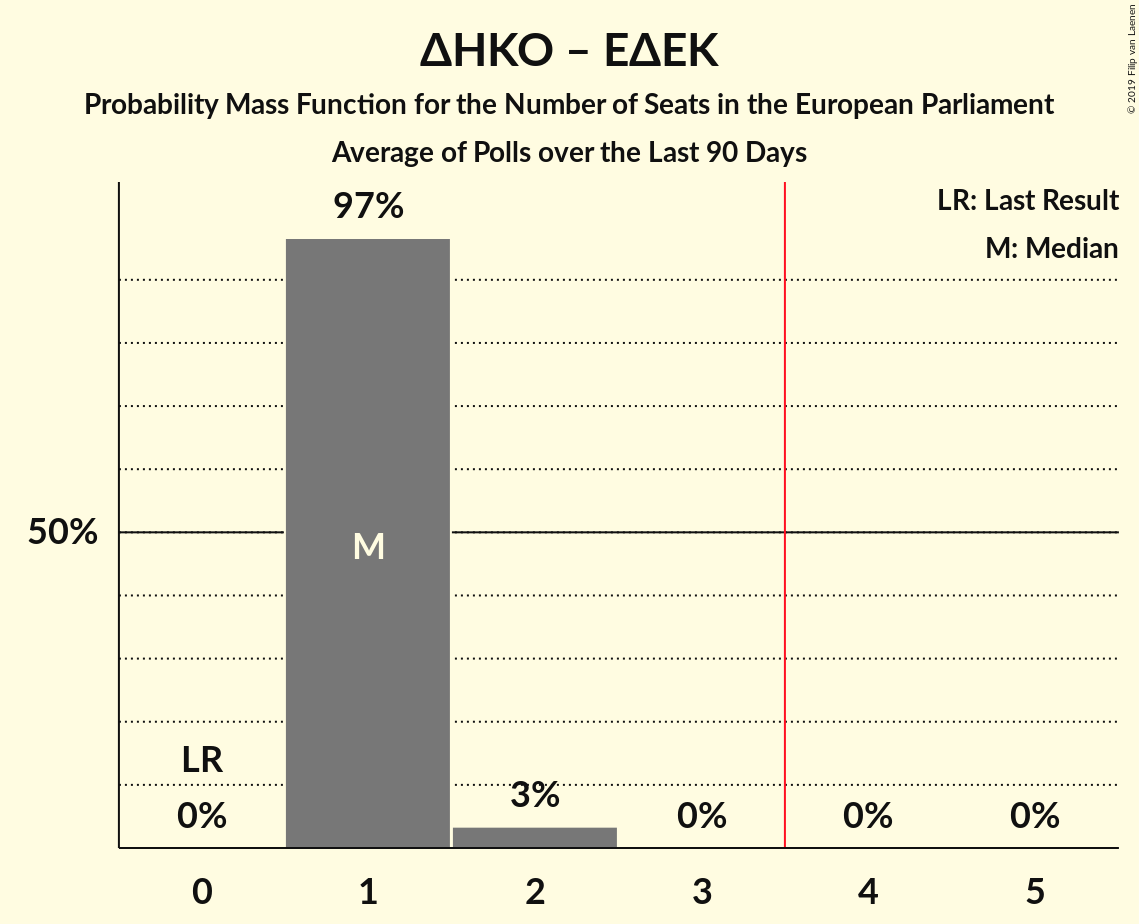 ΔΗΚΟ – ΕΔΕΚ
Probability Mass Function for the Number of Seats in the European Parliament
Average of Polls over the Last 90 Days
© 2019 Filip van Laenen
LR: Last Result
M: Median
97%
50%
M
LR
0%
3%
0%
0%
0%
0 1 2 3 4 5